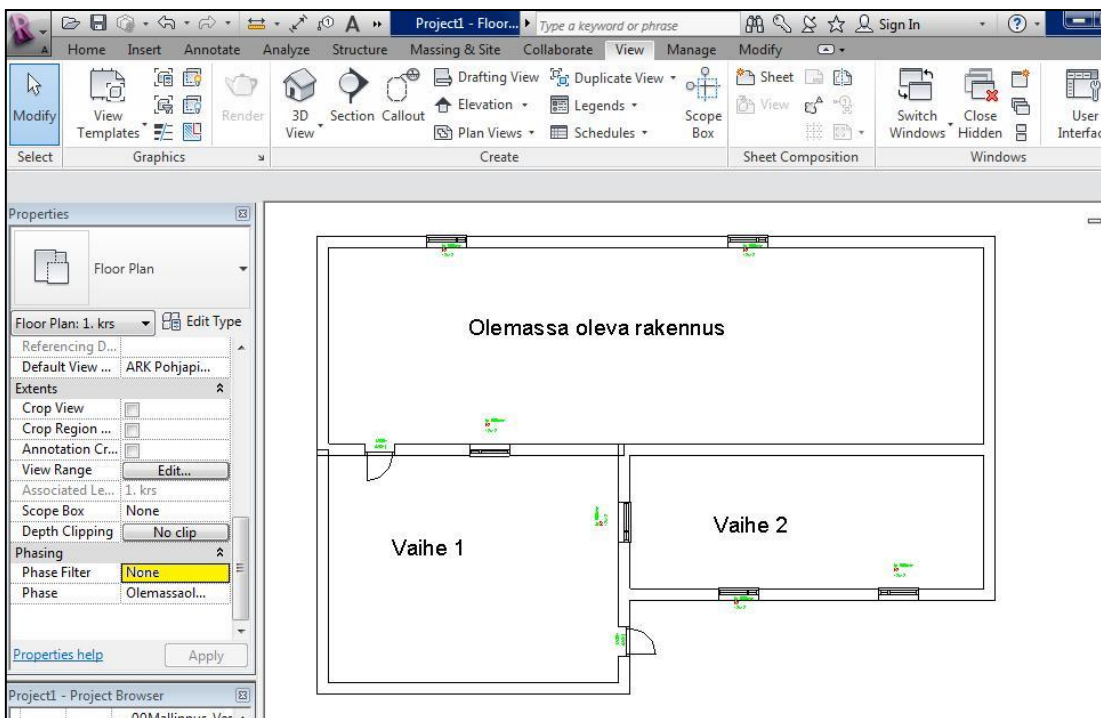 Project1 - Floor... Type a keyword or phrase Sign In
Home Insert Annotate Analyze Structure Massing & Site Collaborate View Manage Modify
Modify
View
Templates
Render
3D
View
Section
Callout
Drafting View
Elevation
Plan Views
Duplicate View
Legends
Schedules
Scope
Box
Sheet
View
Switch
Windows
Close
Hidden
User
Interfac
Select Graphics Create Sheet Composition Windows
Properties
Floor Plan
Floor Plan: 1. krs Edit Type
Referencing D...
Default View ... ARK Pohjapi...
Extents
Crop View
Crop Region ...
Annotation Cr...
View Range Edit...
Associated Le... 1. krs
Scope Box None
Depth Clipping No clip
Phasing
Phase Filter None
Phase Olemassaol...
Properties help Apply
Project1 - Project Browser
Olemassa oleva rakennus
Vaihe 1
Vaihe 2